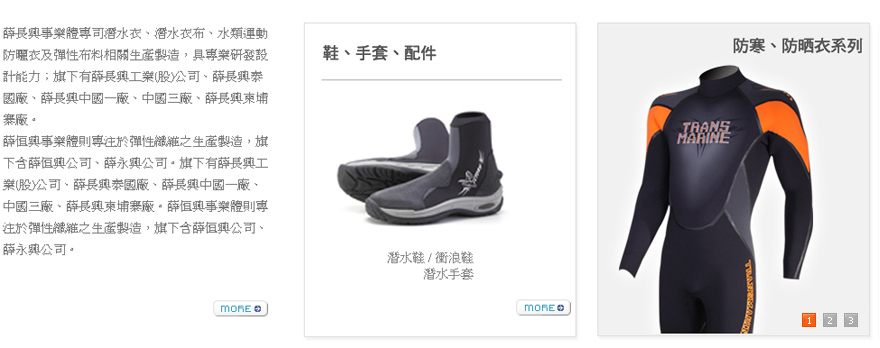 薛長興事業體專司潛水衣、潛水衣布、水類運動
防曬衣及彈性布料相關生產製造，具專業研發設
計能力；旗下有薛長興工業(股)公司、薛長興泰
國廠、薛長興中國一廠、中國三廠、薛長興柬埔
寨廠。
薛恒興事業體則專注於彈性纖維之生產製造，旗
下含薛恒興公司、薛永興公司。旗下有薛長興工
業(股)公司、薛長興泰國廠、薛長興中國一廠、
中國三廠、薛長興柬埔寨廠。薛恒興事業體則專
注於彈性纖維之生產製造，旗下含薛恒興公司、
薛永興公司。
MORE
鞋、手套、配件
潛水鞋 / 衝浪鞋
潛水手套
MORE
防寒、防晒衣系列
TRANS
MARINE
1 2 3